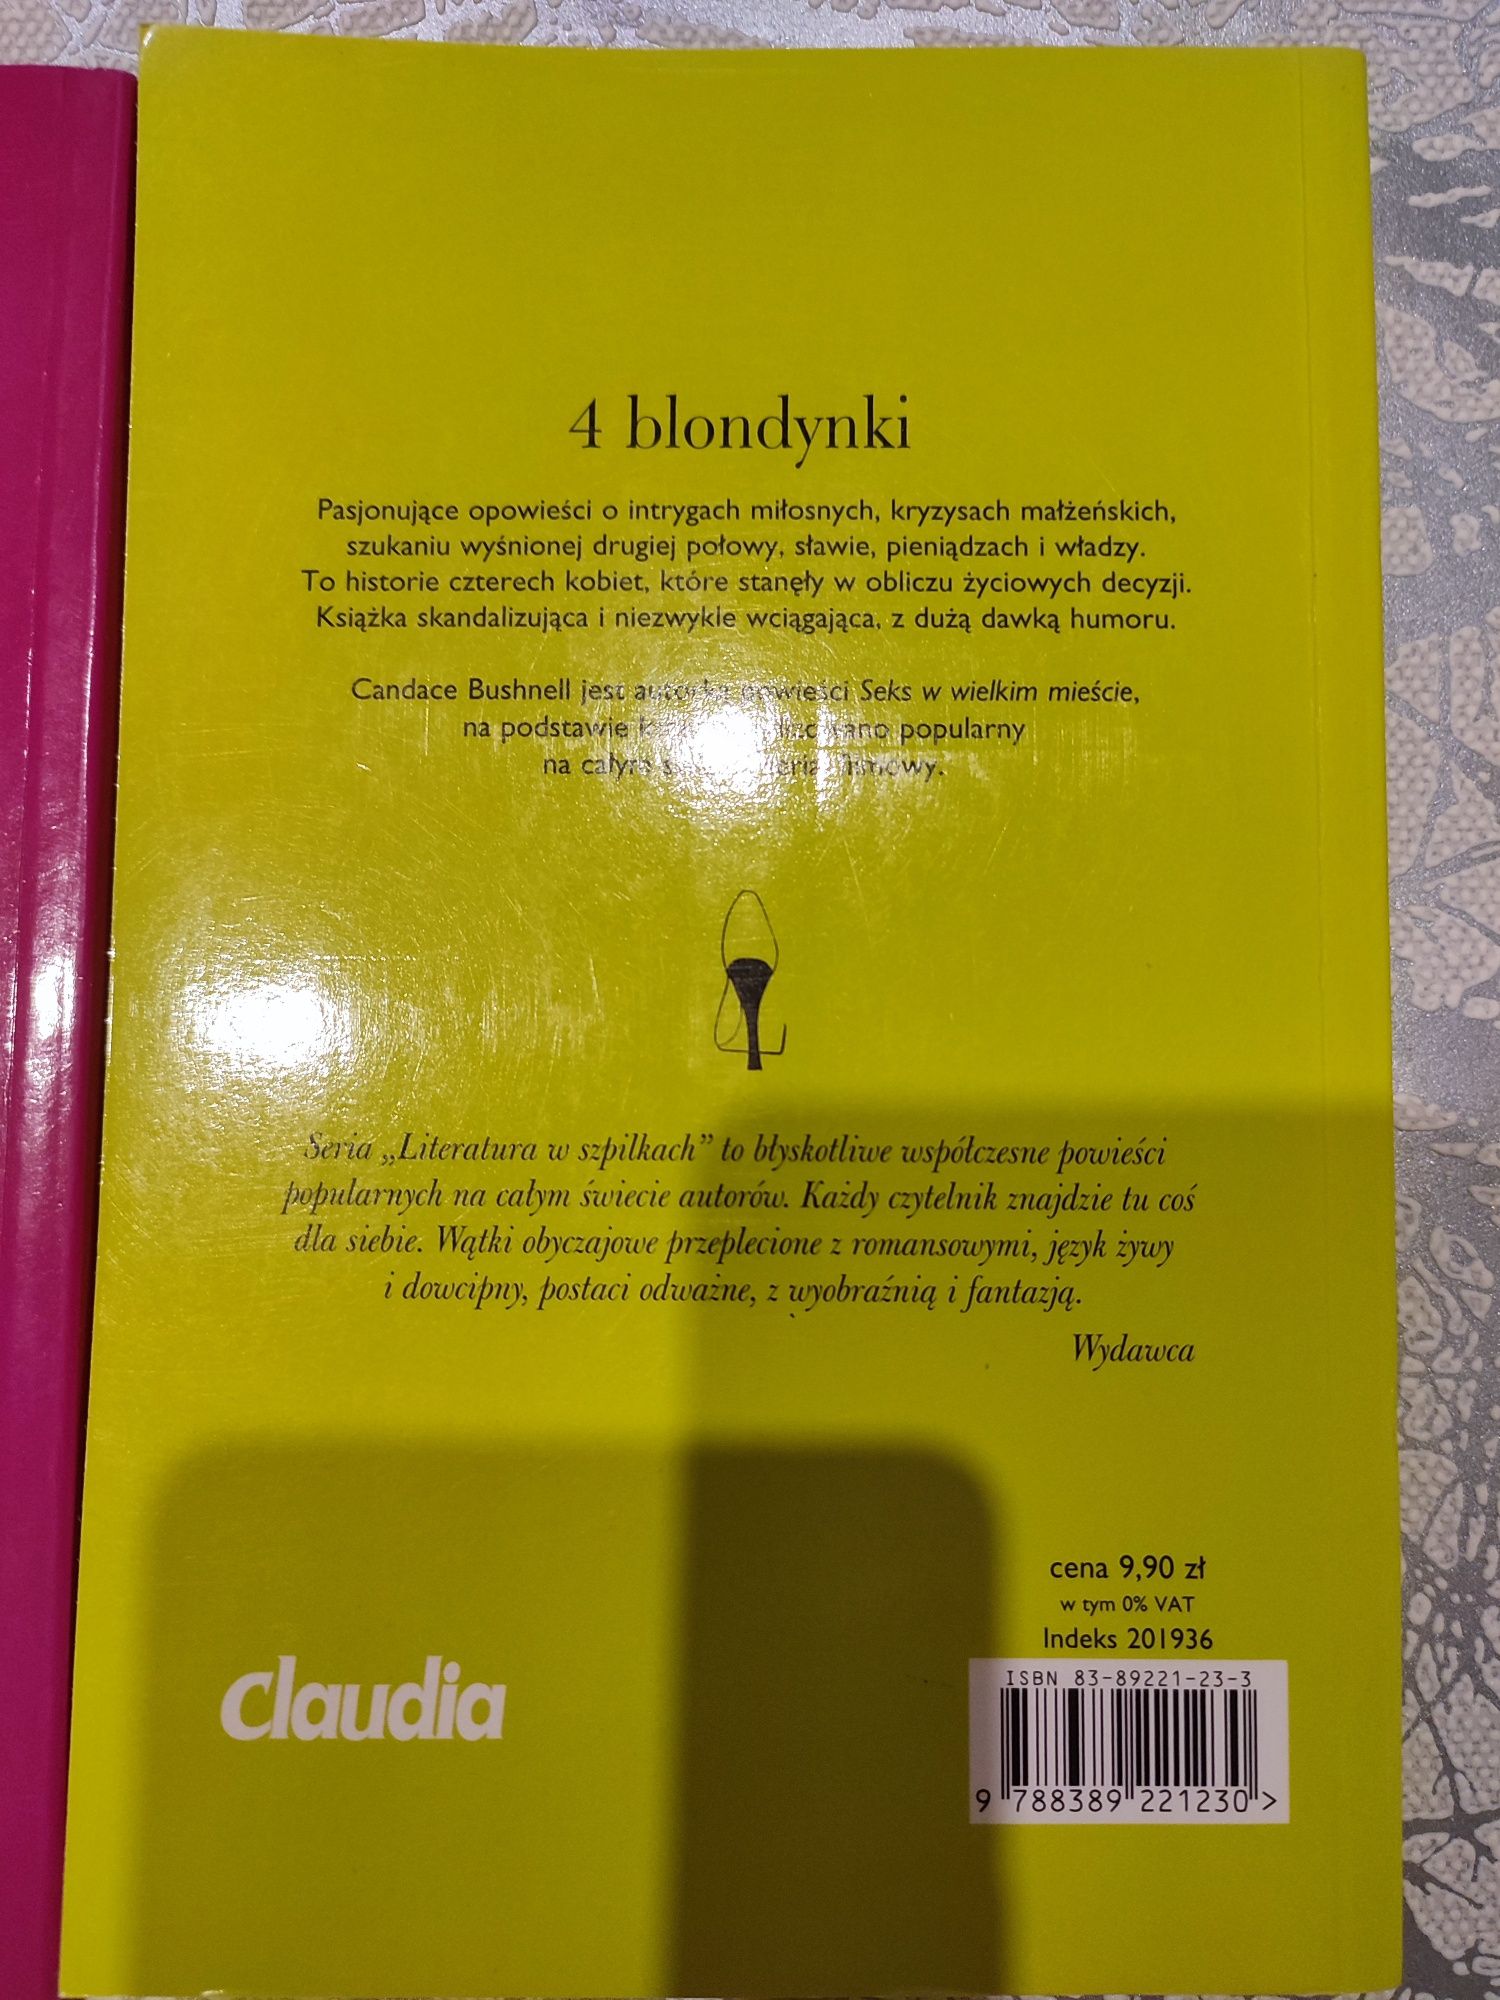 4 blondynki
Pasjonujące opowieści o intrygach miłosnych, kryzysach małżeńskich,
szukaniu wyśnionej drugiej połowy, sławie, pieniądzach i władzy.
To historie czterech kobiet, które stanęły w obliczu życiowych decyzji.
Książka skandalizująca i niezwykle wciągająca, z dużą dawką humoru.
Candace Bushnell jest autorką powieści Seks w wielkim mieście,
na podstawie popularny
na całym filmowy.
Seria „Literatura w szpilkach” to błyskotliwe współczesne powieści
popularnych na całym świecie autorów. Każdy czytelnik znajdzie tu coś
dla siebie. Wątki obyczajowe przeplecione z romansowymi, język żywy
i dowcipny, postaci odważne, z wyobraźnią i fantazją.
Wydawca
cena 9,90 zł
w tym 0% VAT
Indeks 201936
ISBN 83-89221-23-3
9 788389 221230 >
claudia